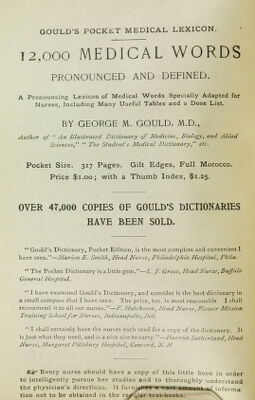 GOULD'S POCKET MEDICAL LEXICON.
12,000 MEDICAL WORDS
PRONOUNCED AND DEFINED.
A Pronouncing Lexicon of Medical Words Specially Adapted for
Nurses, Including Many Useful Tables and a Dose List.
BY GEORGE M. GOULD, M.D.,
Author of "An Illustrated Dictionary of Medicine, Biology, and Allied
Sciences," "The Student's Medical Dictionary," etc.
Pocket Size. 317 Pages. Gilt Edges, Full Morocco.
Price $1.00; with a Thumb Index, $1.25.
OVER 47,000 COPIES OF GOULD'S DICTIONARIES
HAVE BEEN SOLD.
"Gould's Dictionary, Pocket Edition, is the most complete and convenient I
have seen."—Marion E. Smith, Head Nurse, Philadelphia Hospital, Phila.
"The Pocket Dictionary is a little gem."—L. J. Gross, Head Nurse, Buffalo
General Hospital.
"I have examined Gould's Dictionary, and consider it the best dictionary in
a small compass that I have seen. The price, too, is most reasonable I shall
recommend it to all our nurses."—F. Hutcheson, Head Nurse, Flower Mission
Training School for Nurses, Indianapolis, Ind.
"I shall certainly have the nurses each send for a copy of the dictionary. It
is just what they need, and is a nice size to carry."—Harriet Sutherland, Head
Nurse, Margaret Pillsbury Hospital, Concord, N. H.
Every nurse should have a copy of this little book in order
to intelligently pursue her studies and to thoroughly understand
the physician's directions. It furnishes a vast amount of information
not to be obtained in the regular text-books.